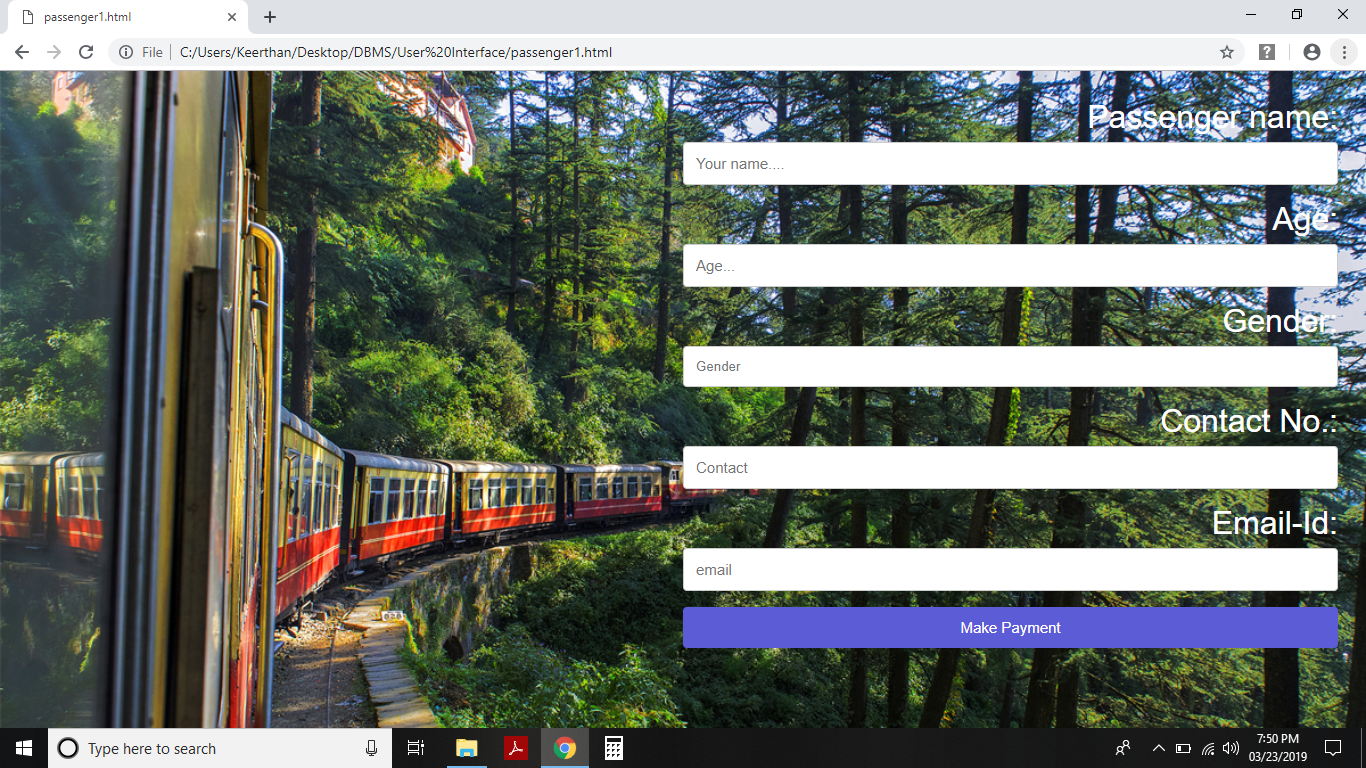 passenger1.html
File
C:/Users/Keerthan/Desktop/DBMS/User%20Interface/passenger1.html
Passenger name:
Your name....
Age:
Age...
Gender:
Gender
Contact No.:
Contact
Email-Id:
email
Make Payment
Type here to search
7:50 PM
03/23/2019